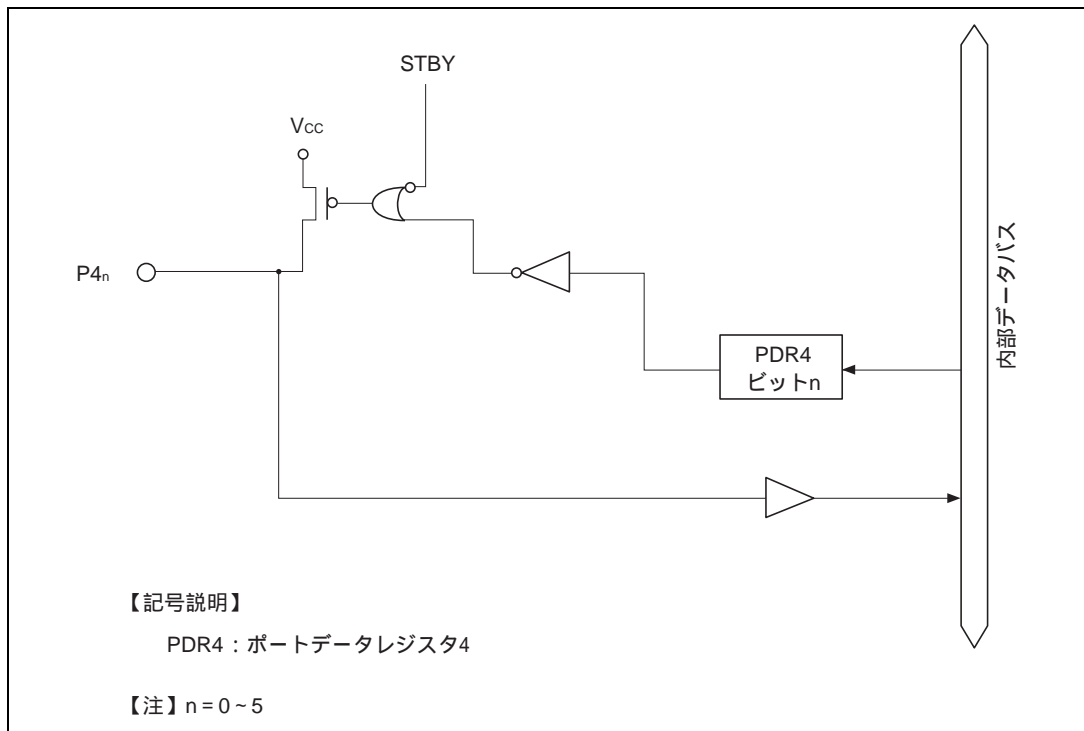 STBY
VCC
P4n
PDR4
ビットn
内部データバス
【記号説明】
PDR4：ポートデータレジスタ4
【注】n = 0 ~ 5